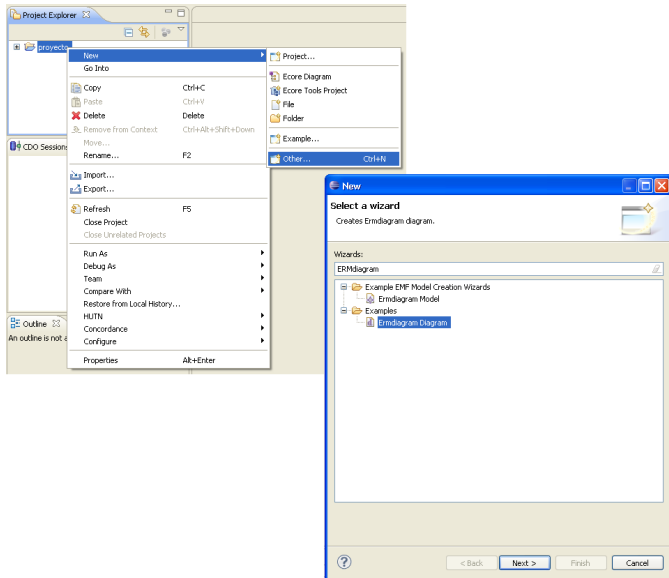 Project Explorer
proyecto
New
Go Into
Copy Ctrl+C
Paste Ctrl+V
Delete Delete
Remove from Context Ctrl+Alt+Shift+Down
Move...
Rename... F2
Import...
Export...
Refresh F5
Close Project
Close Unrelated Projects
Run As
Debug As
Team
Compare With
Restore from Local History...
HUTN
Concordance
Configure
Properties Alt+Enter
Project...
Ecore Diagram
Ecore Tools Project
File
Folder
Example...
Other... Ctrl+N
CDO Sessions
Outline
An outline is not a
New
Select a wizard
Creates Ermdiagram diagram.
Wizards:
ERMdiagram
Example EMF Model Creation Wizards
Ermdiagram Model
Examples
Ermdiagram Diagram
? < Back Next > Finish Cancel